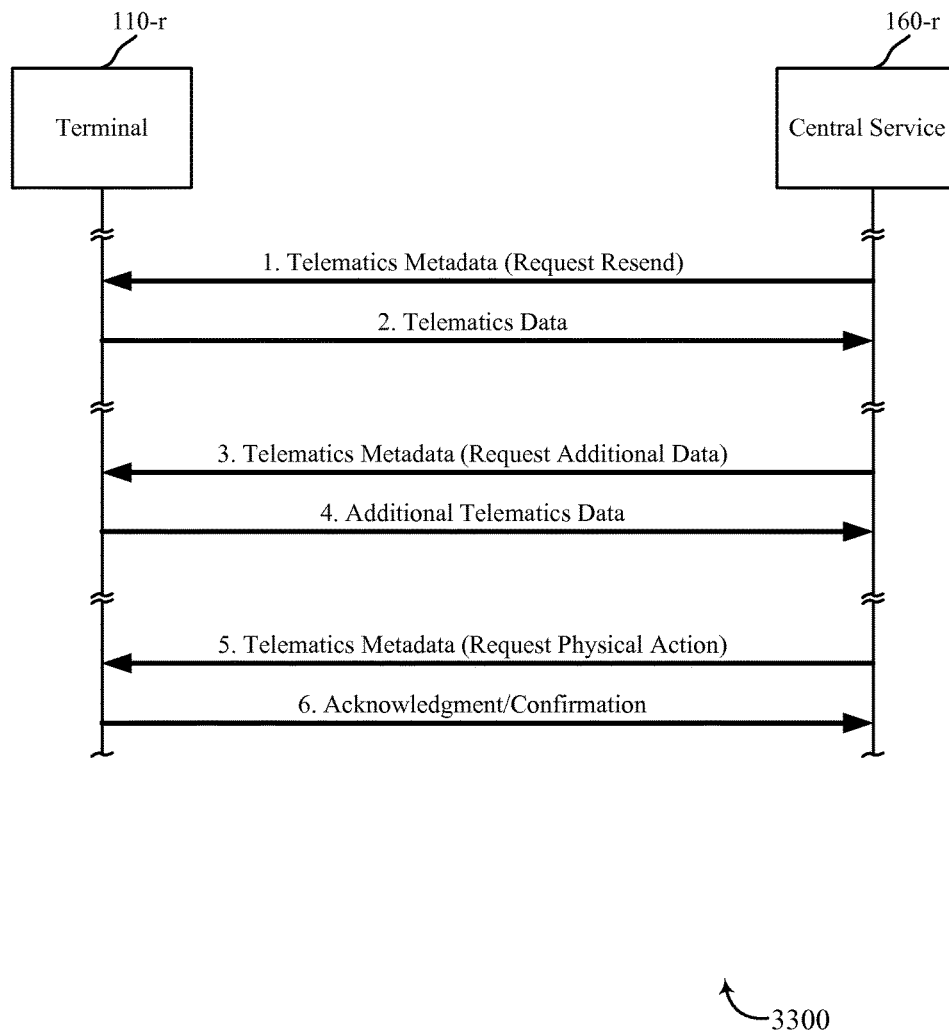 110-r
160-r
Terminal
Central Service
1. Telematics Metadata (Request Resend)
2. Telematics Data
3. Telematics Metadata (Request Additional Data)
4. Additional Telematics Data
5. Telematics Metadata (Request Physical Action)
6. Acknowledgment/Confirmation
3300